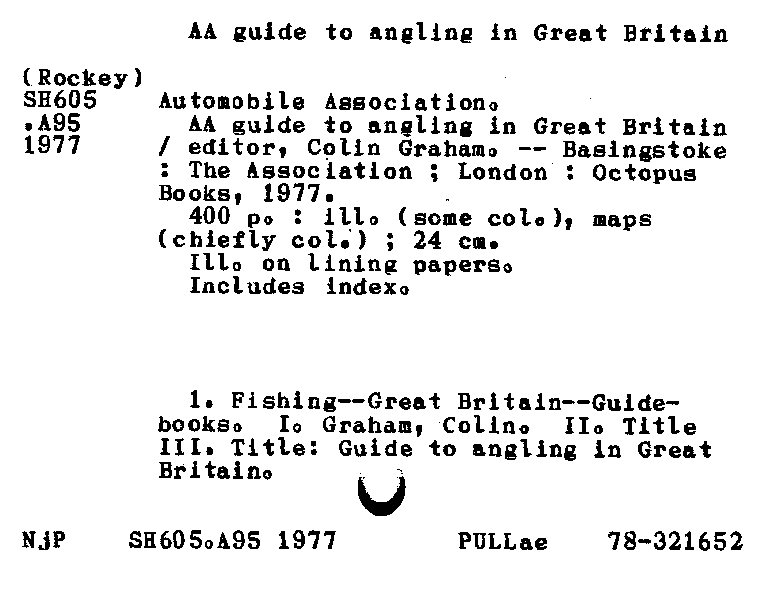 AA guide to angling in Great Britain
(Rockey)
SH605 Automobile Association.
.A95 AA guide to angling in Great Britain
1977 / editor, Colin Graham. -- Basingstoke
: The Association ; London : Octopus
Books, 1977.
400 p. : ill. (some col.), maps
(chiefly col.) ; 24 cm.
Ill. on lining papers.
Includes index.
1. Fishing--Great Britain--Guide-
books. I. Graham, Colin. II. Title
III. Title: Guide to angling in Great
Britain.
NjP SH605.A95 1977 PULLae 78-321652